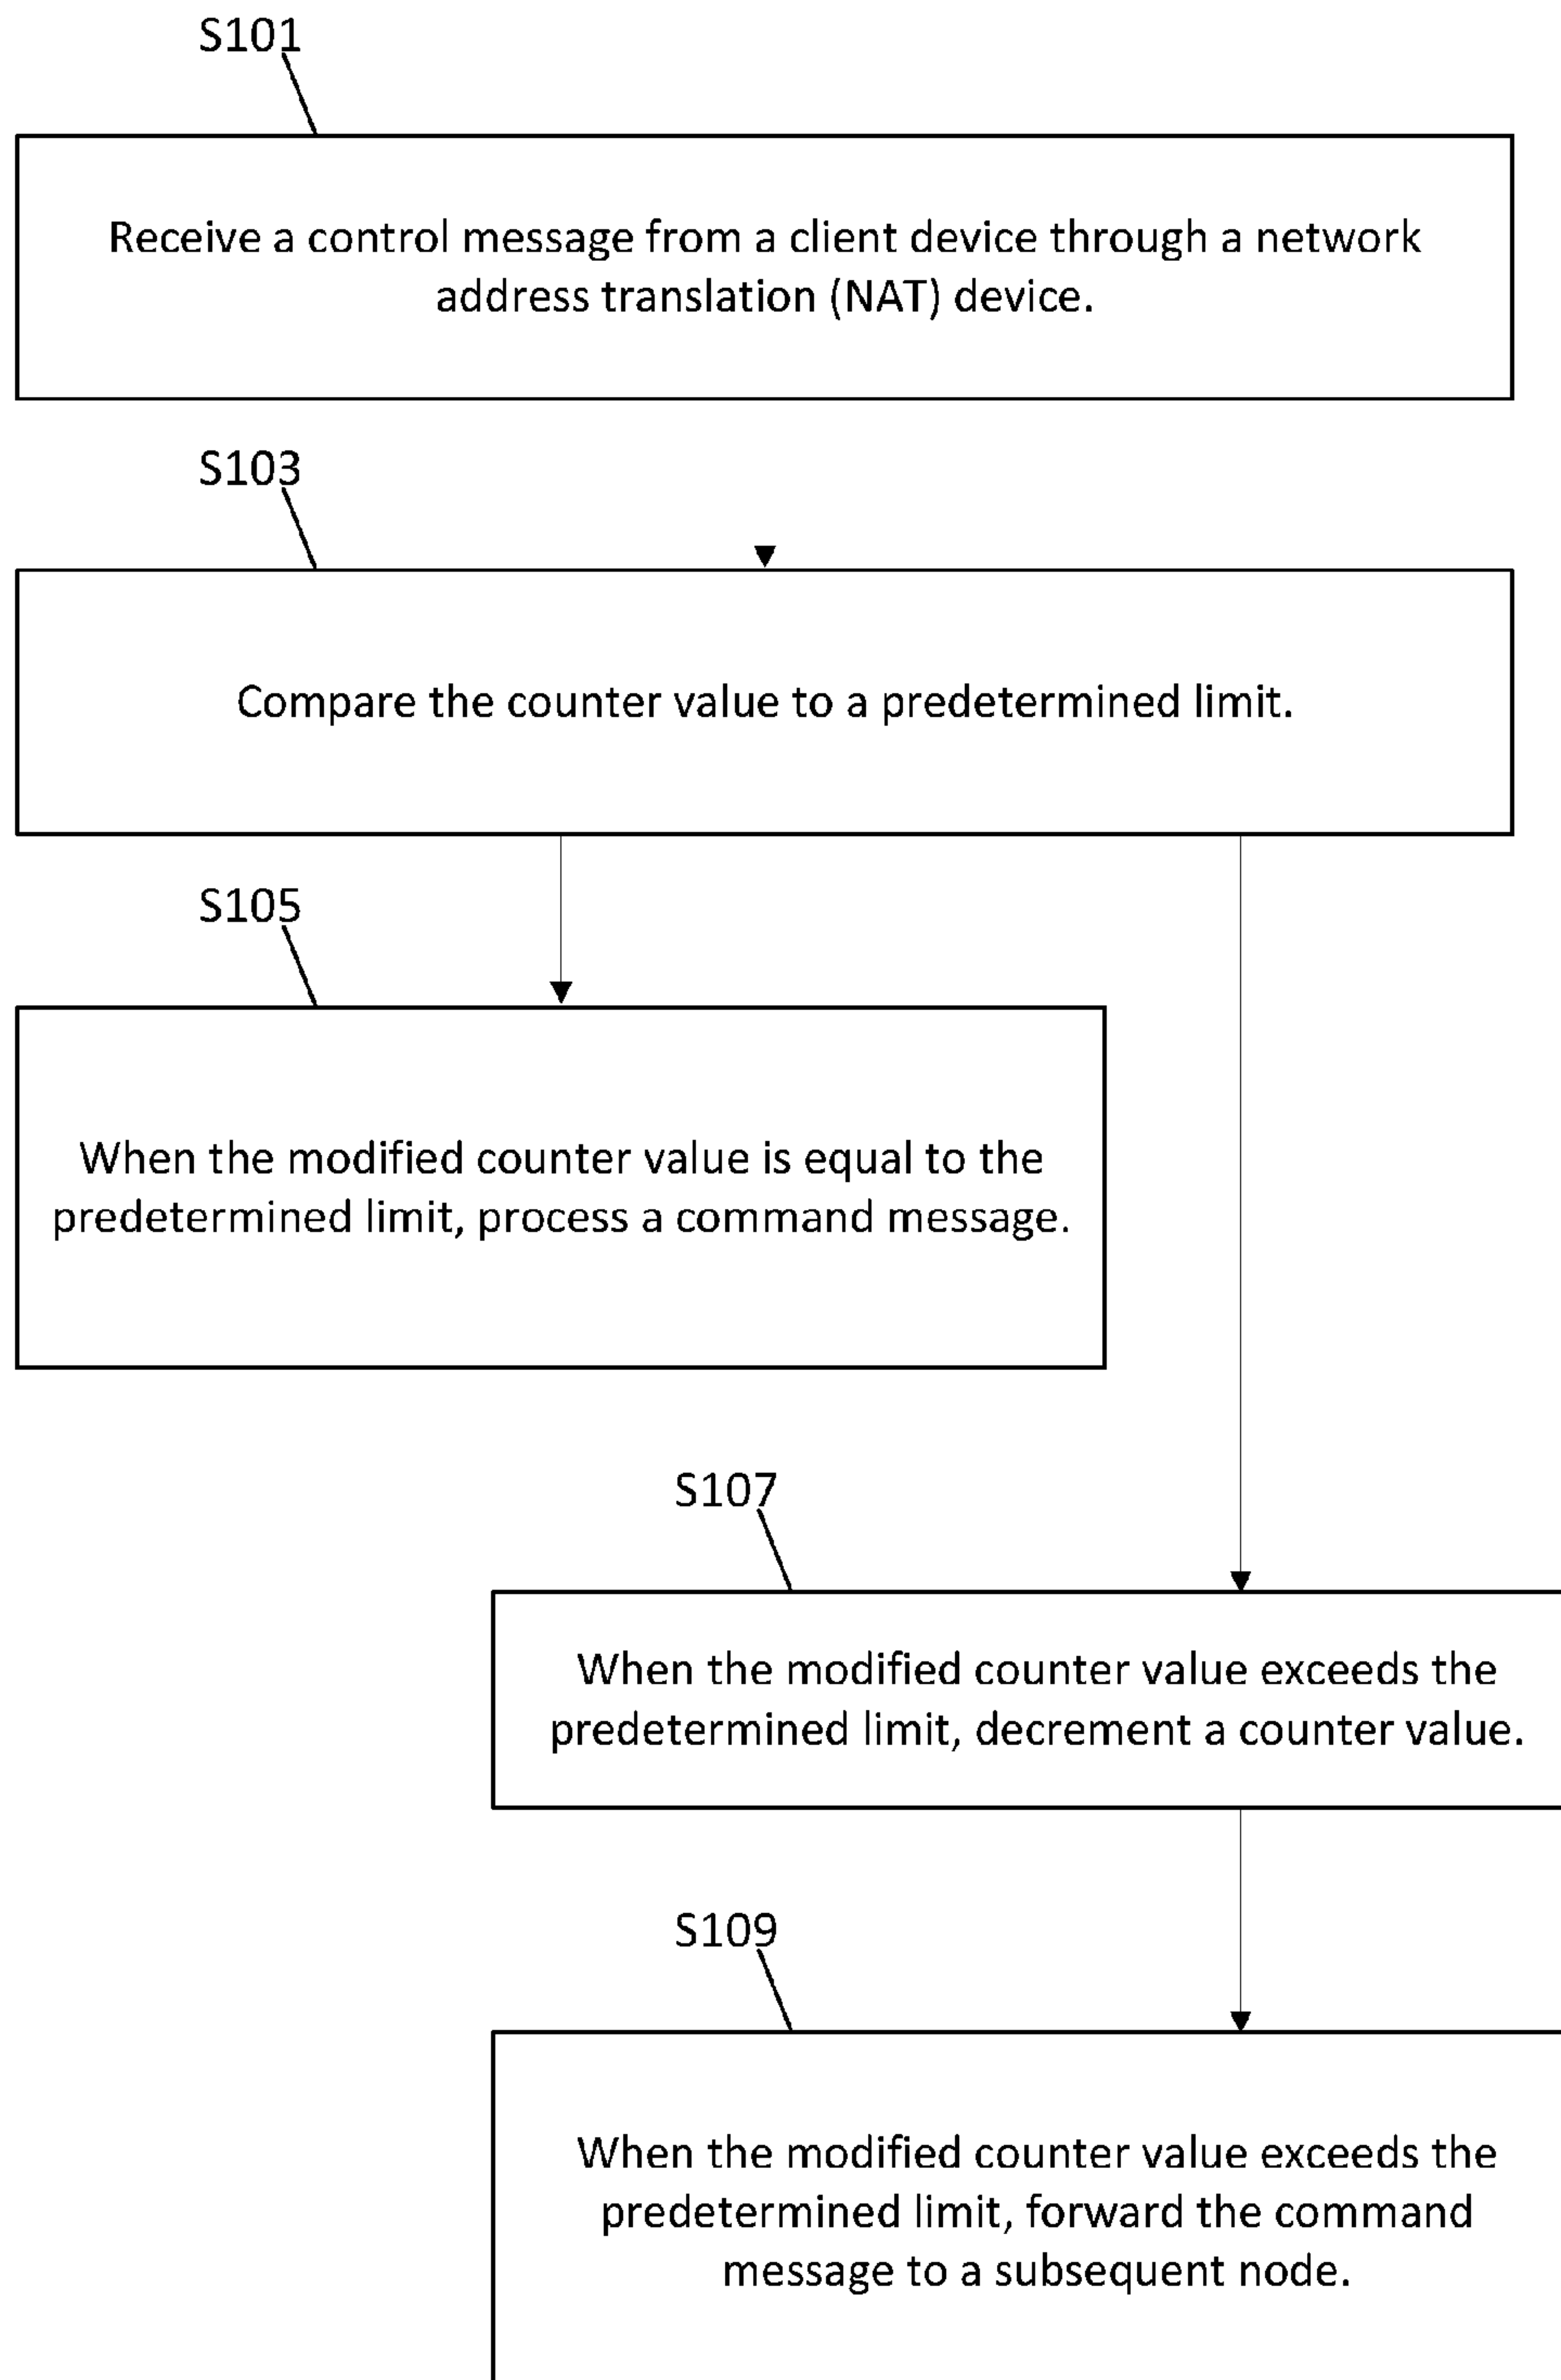 S101
Receive a control message from a client device through a network
address translation (NAT) device.
S103
Compare the counter value to a predetermined limit.
S105
When the modified counter value is equal to the
predetermined limit, process a command message.
S107
When the modified counter value exceeds the
predetermined limit, decrement a counter value.
S109
When the modified counter value exceeds the
predetermined limit, forward the command
message to a subsequent node.